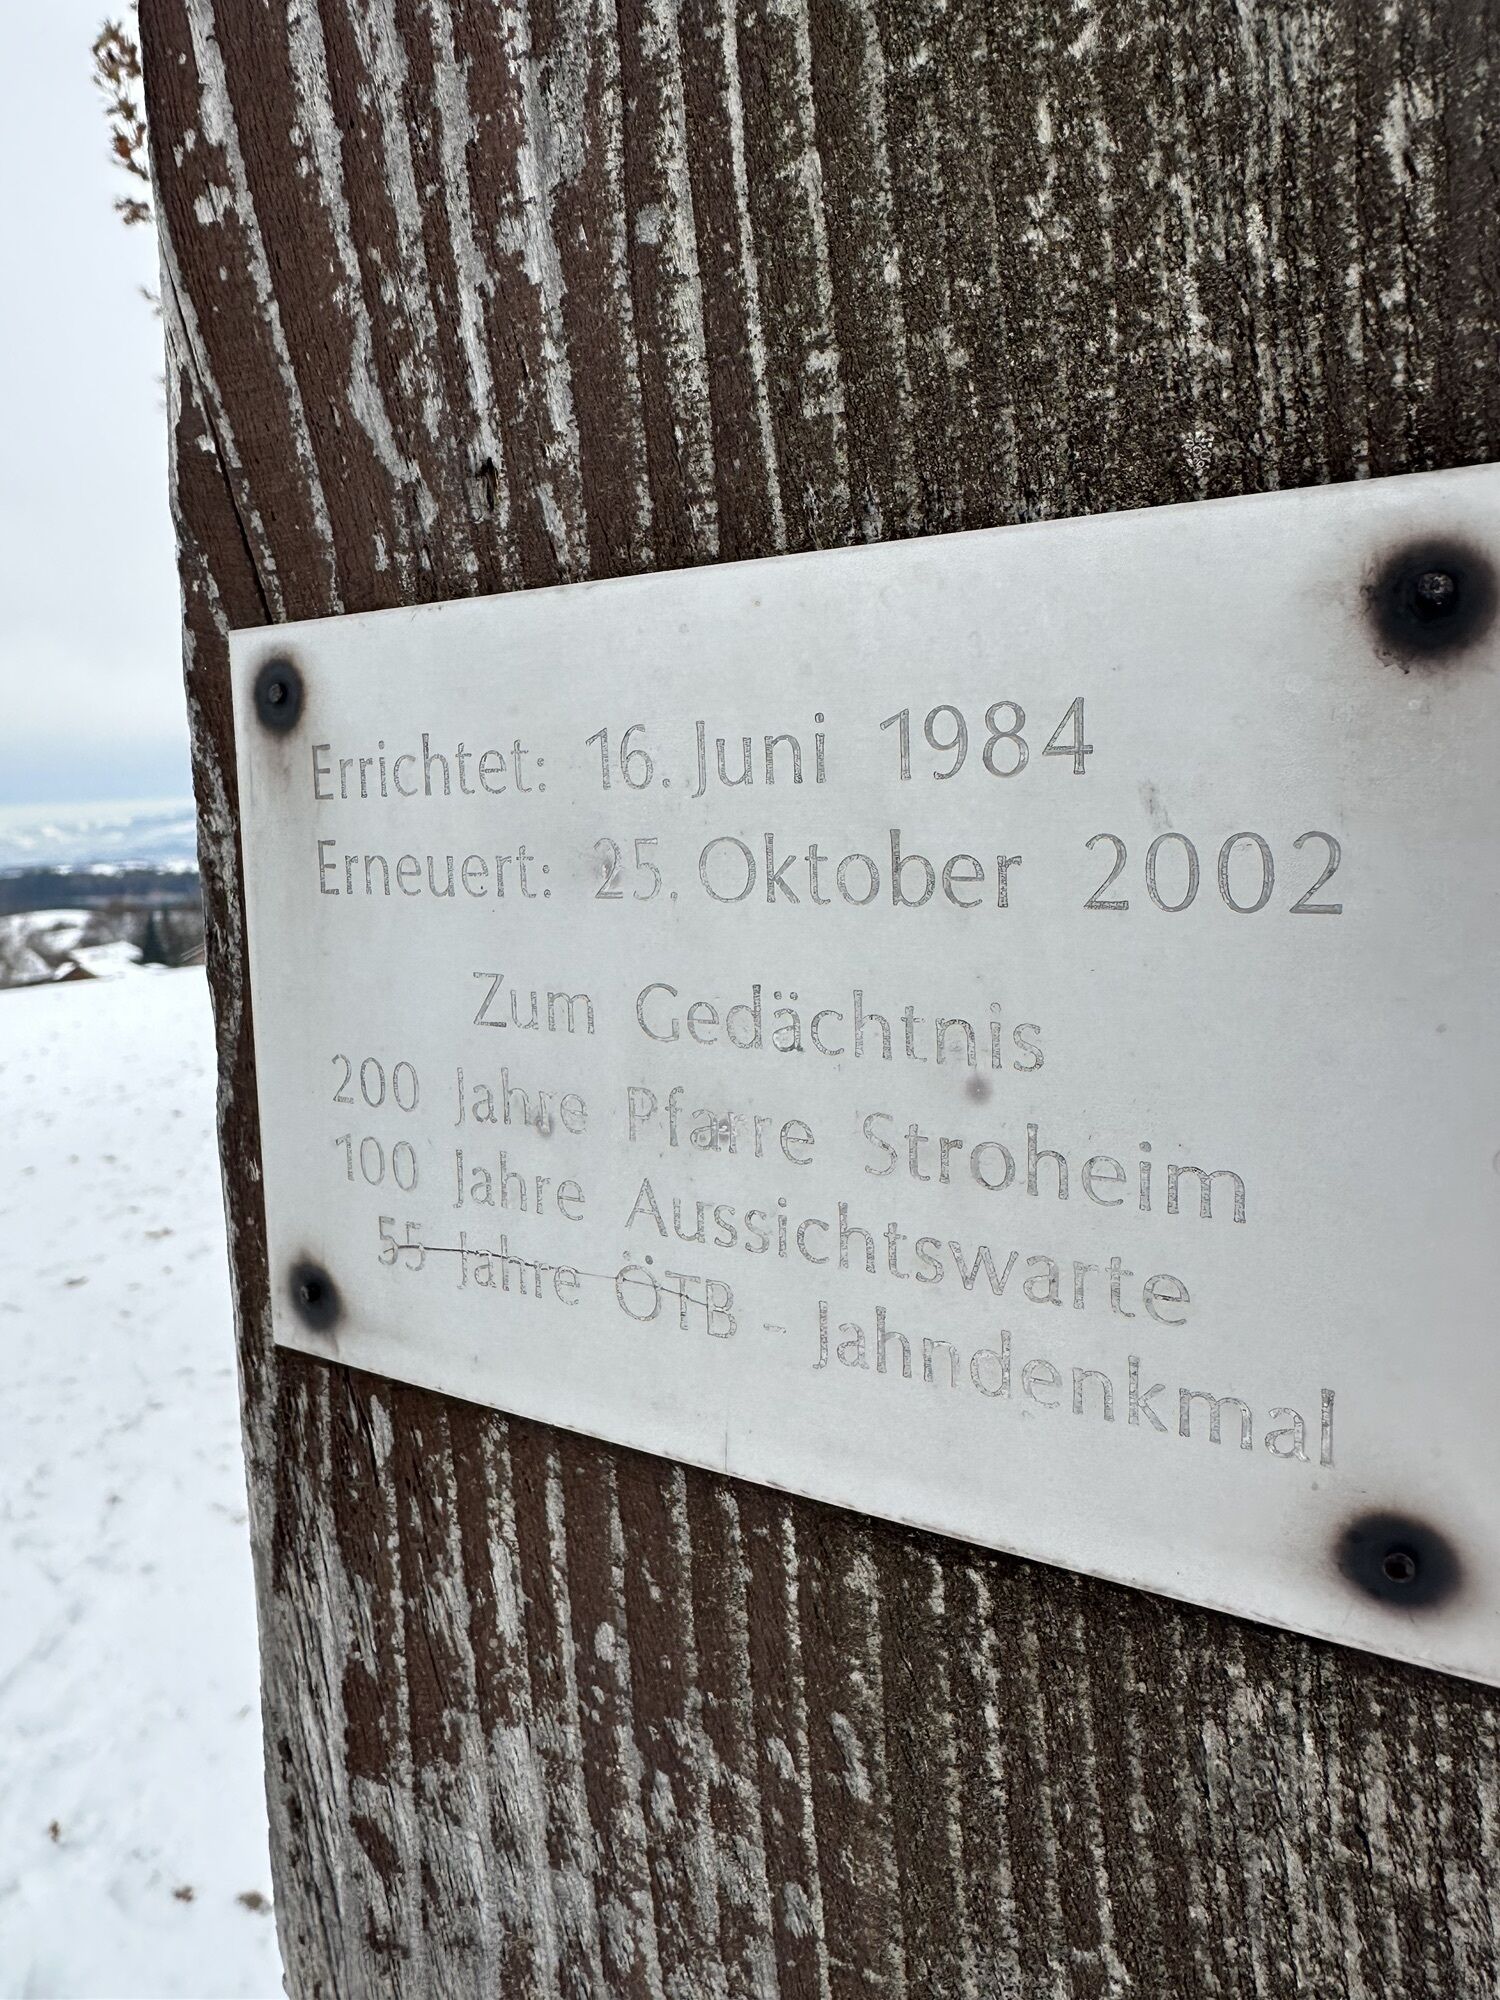 Errichtet: 16. Juni 1984
Erneuert: 25. Oktober 2002
Zum Gedächtnis
200 Jahre Pfarre Stroheim
100 Jahre Aussichtswarte
55 Jahre ÖTB - Jahndenkmal